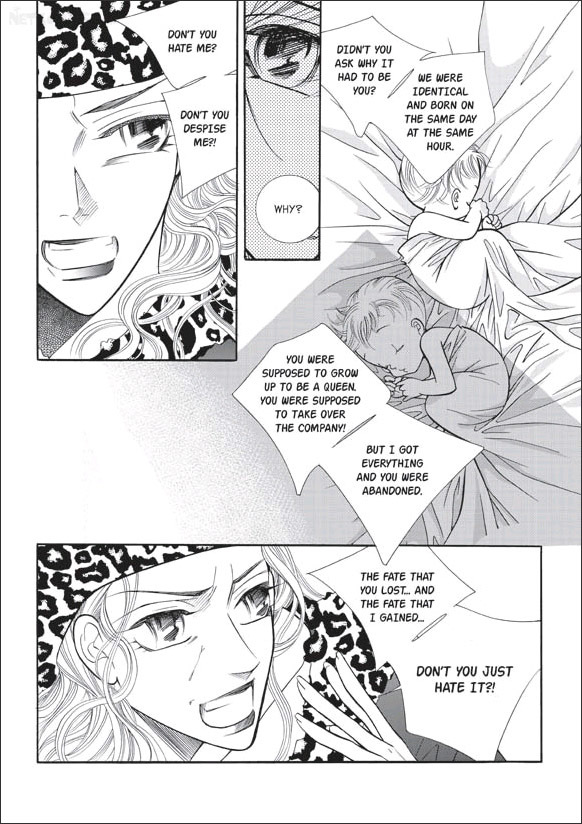 DON'T YOU
HATE ME?
DON'T YOU
DESPISE
ME?!
WHY?
DIDN'T YOU
ASK WHY IT
HAD TO BE
YOU?
WE WERE
IDENTICAL
AND BORN ON
THE SAME DAY
AT THE SAME
HOUR.
YOU WERE
SUPPOSED TO GROW
UP TO BE A QUEEN.
YOU WERE SUPPOSED
TO TAKE OVER
THE COMPANY!
BUT I GOT
EVERYTHING
AND YOU WERE
ABANDONED.
THE FATE THAT
YOU LOST... AND
THE FATE THAT
I GAINED...
DON'T YOU JUST
HATE IT?!